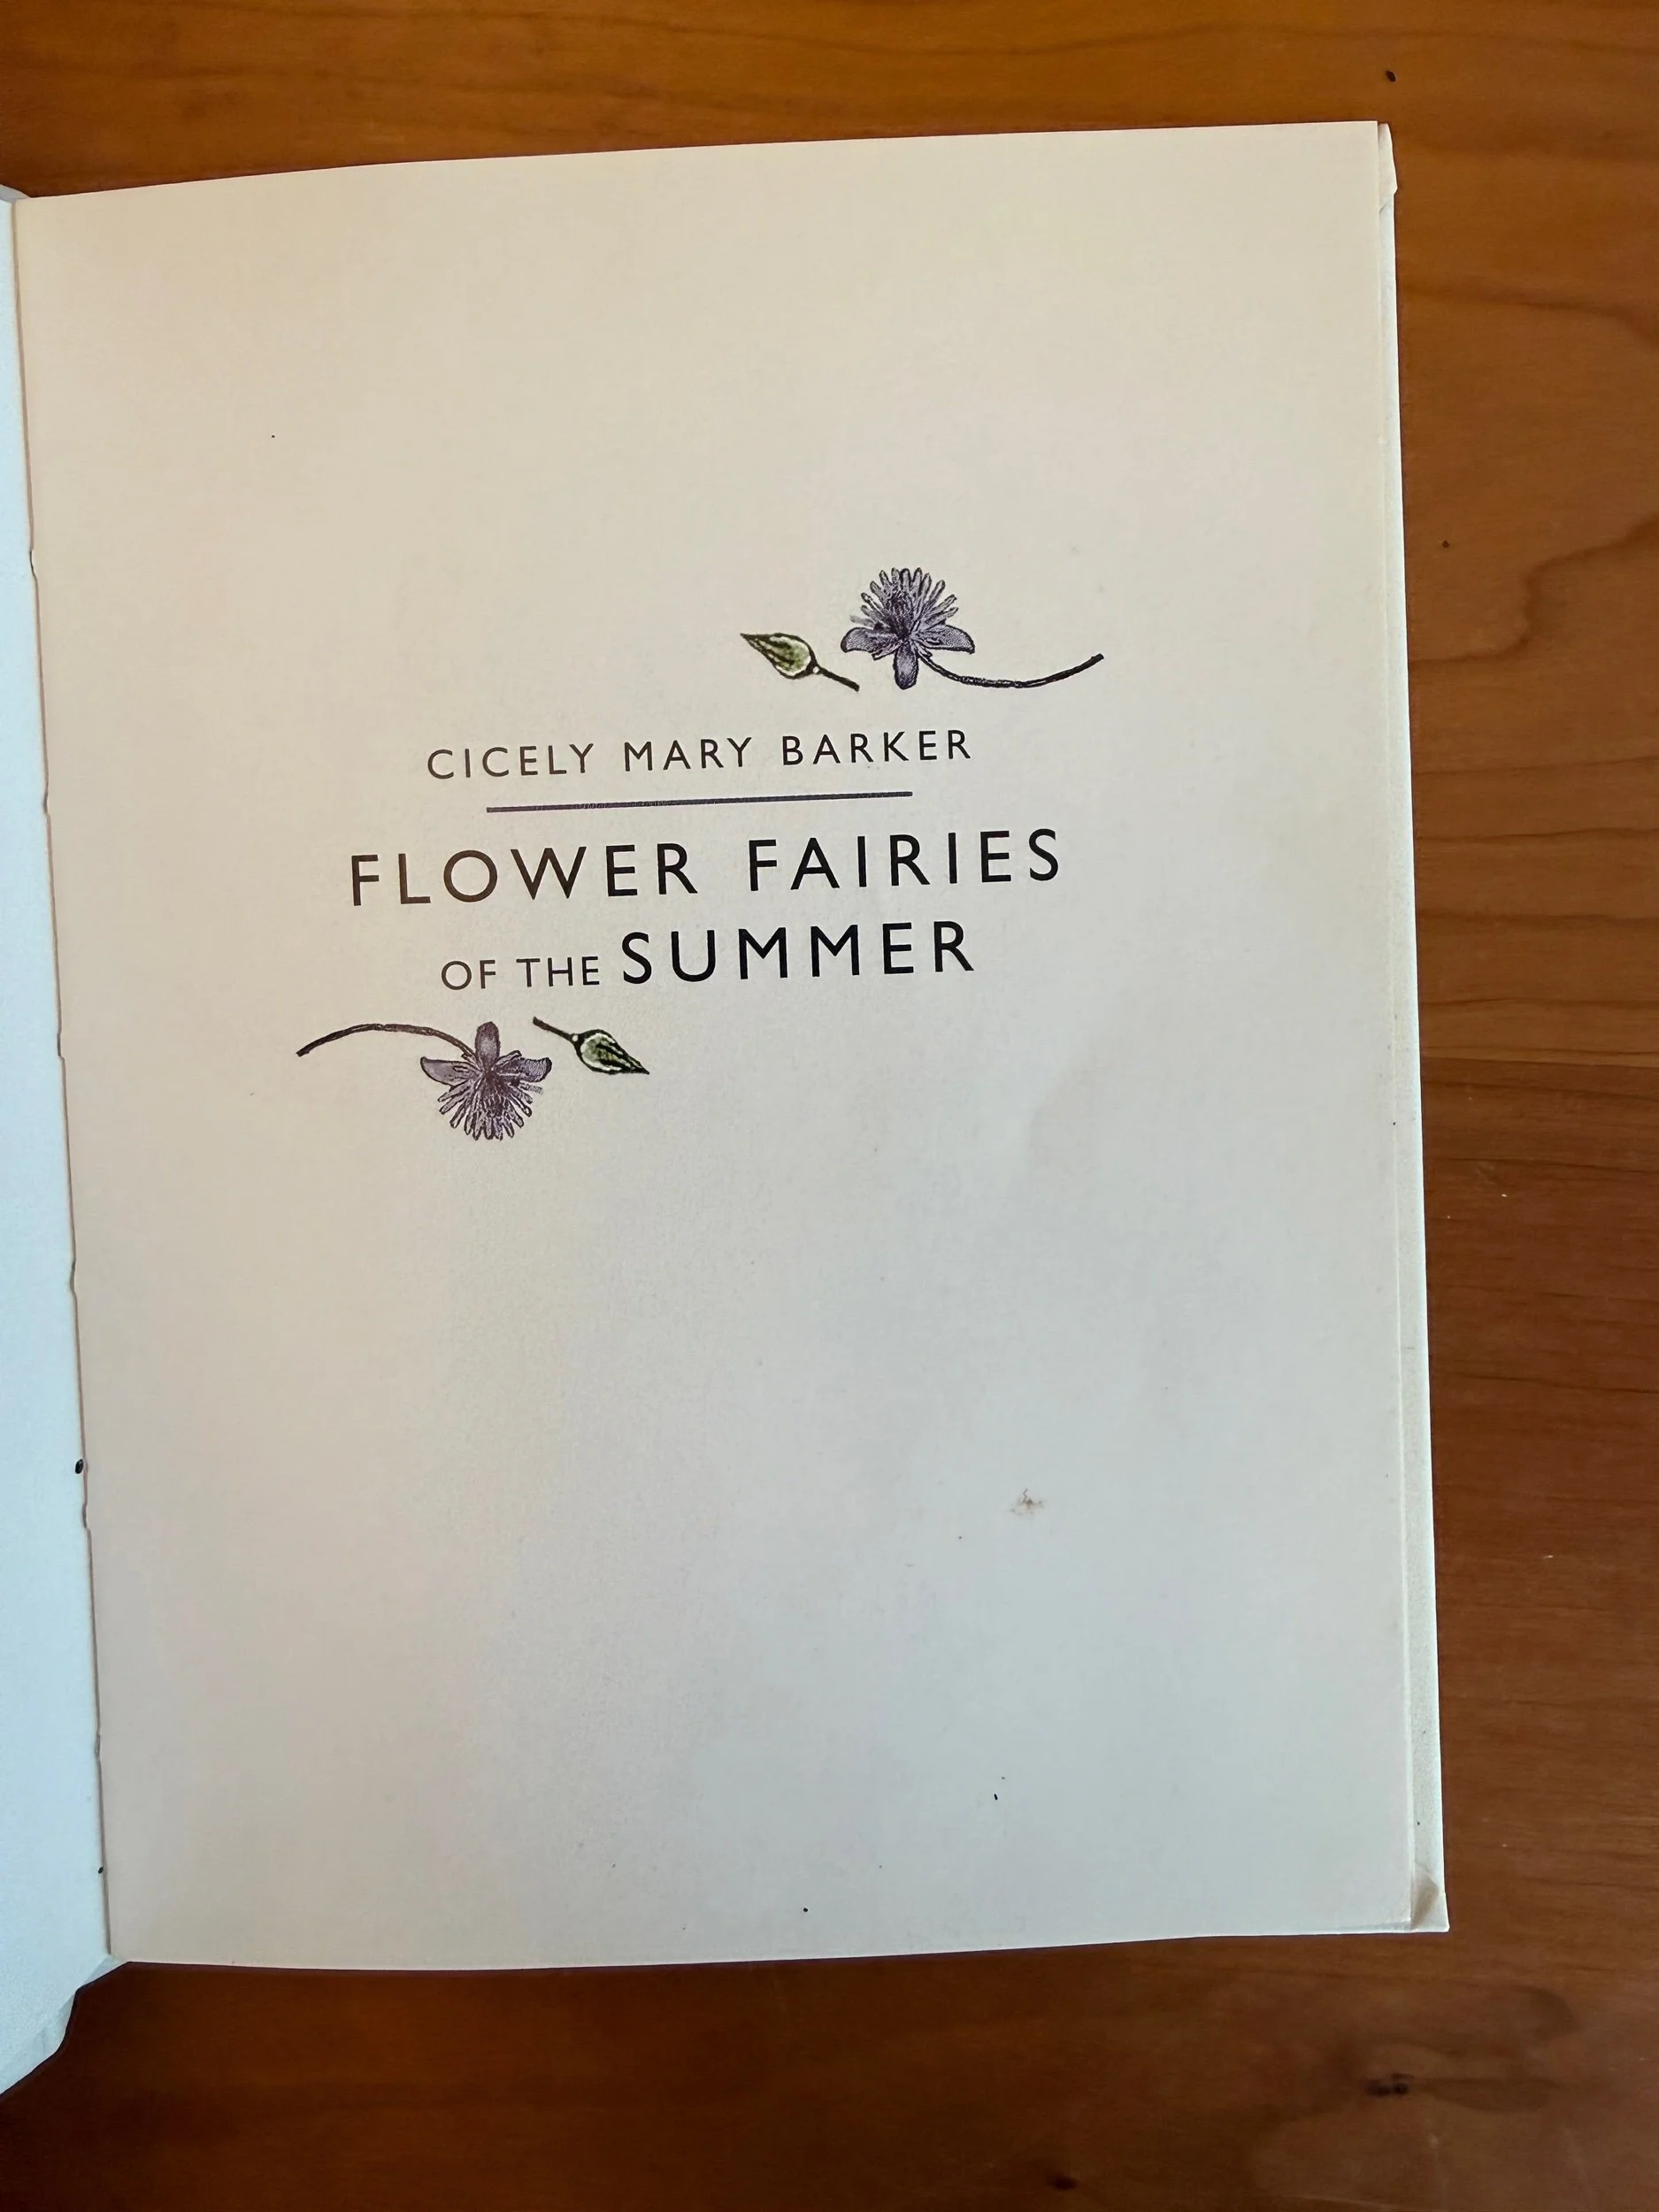 CICELY MARY BARKER
FLOWER FAIRIES
OF THE SUMMER